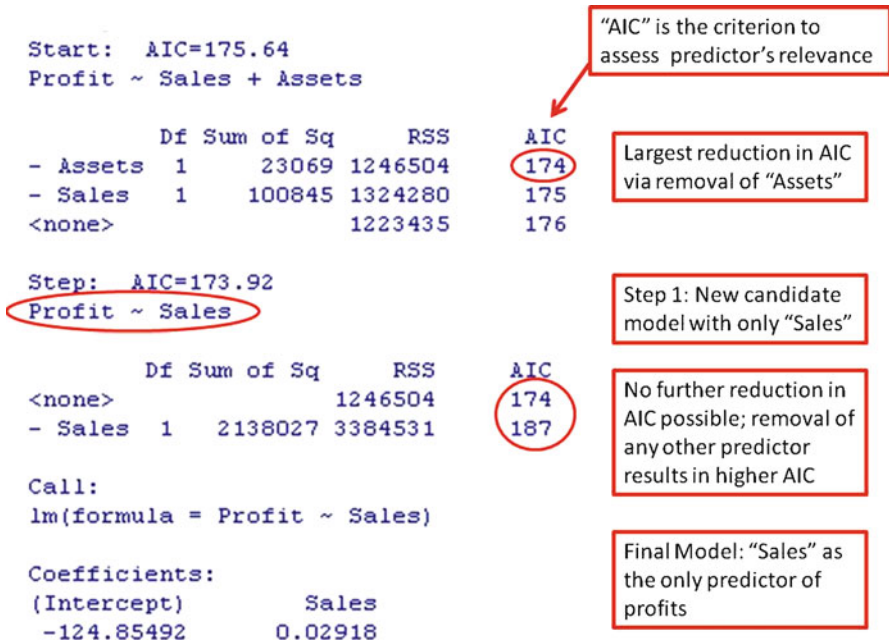 Start:  AIC=175.64
Profit ~ Sales + Assets
"AIC" is the criterion to
assess predictor's relevance
Df Sum of Sq RSS AIC
- Assets 1 23069 1246504 174
- Sales 1 100845 1324280 175
<none> 1223435 176
Largest reduction in AIC
via removal of "Assets"
Step:  AIC=173.92
Profit ~ Sales
Step 1: New candidate
model with only "Sales"
Df Sum of Sq RSS AIC
<none> 1246504 174
- Sales 1 2138027 3384531 187
No further reduction in
AIC possible; removal of
any other predictor
results in higher AIC
Call:
lm(formula = Profit ~ Sales)
Coefficients:
(Intercept) Sales
-124.85492 0.02918
Final Model: "Sales" as
the only predictor of
profits